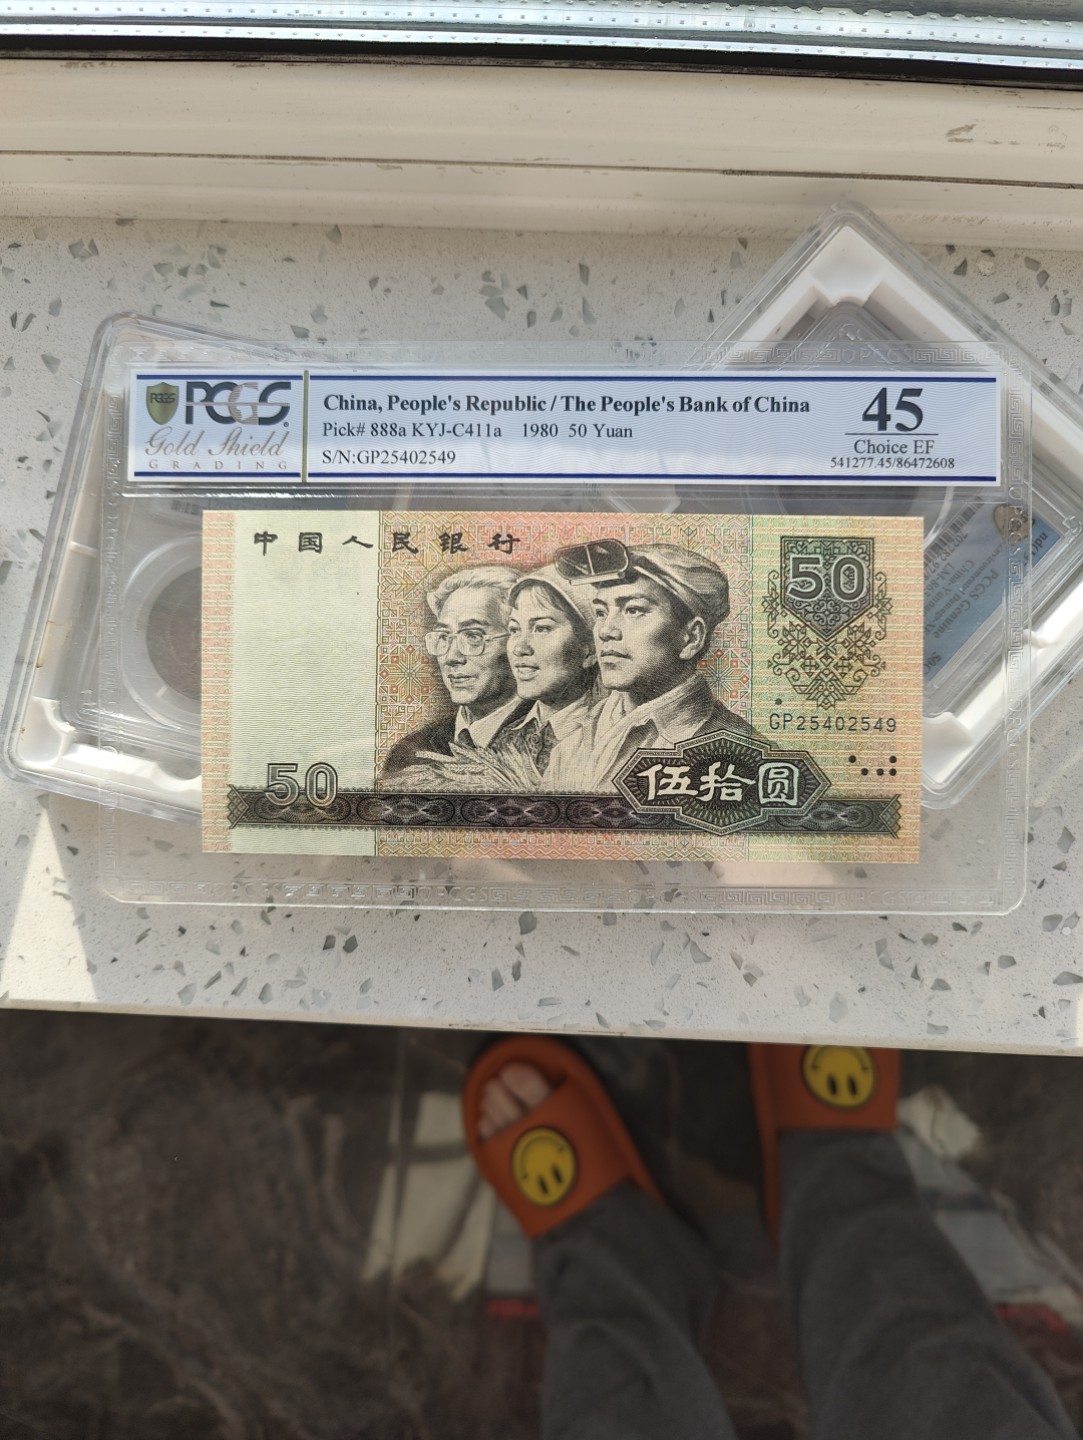 PCGS
Gold Shield
GRADING
China, People's Republic / The People's Bank of China
Pick# 888a KYJ-C411a 1980 50 Yuan
S/N:GP25402549
45
Choice EF
541277.45/86472608
中国人民银行
50
GP25402549
50
伍拾圆